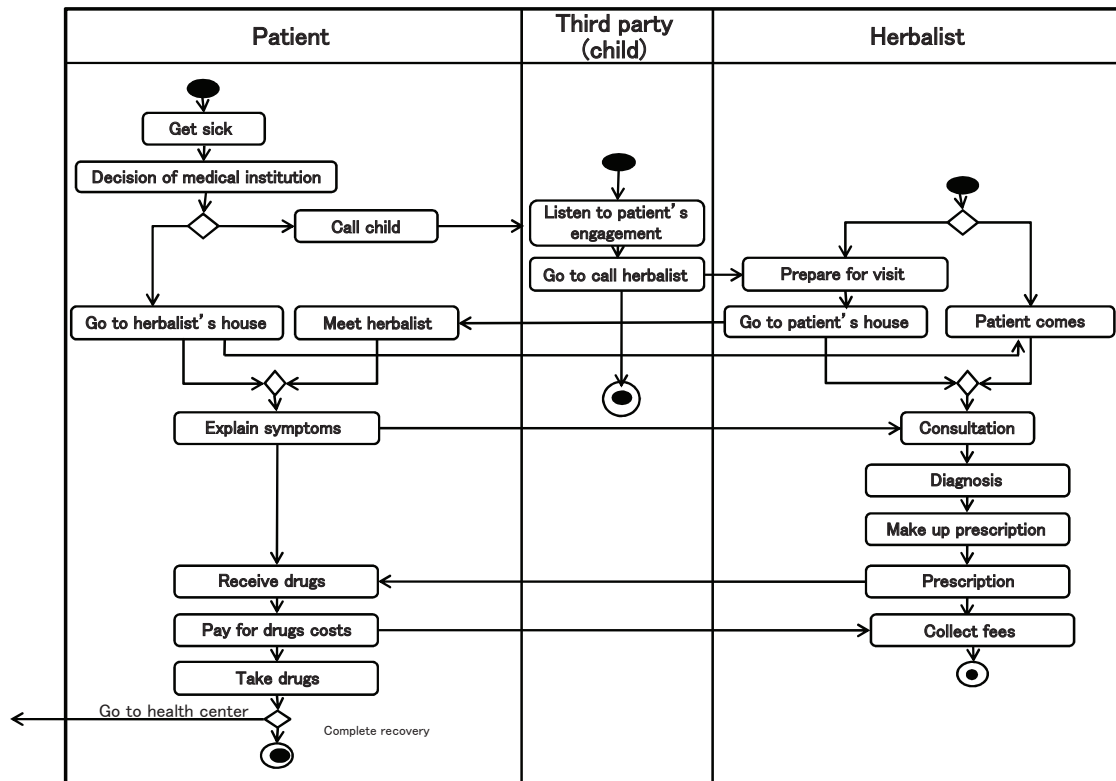 Patient
Third party
(child)
Herbalist
Get sick
Decision of medical institution
Call child
Listen to patient's
engagement
Go to call herbalist
Prepare for visit
Go to herbalist's house
Meet herbalist
Go to patient's house
Patient comes
Explain symptoms
Consultation
Diagnosis
Make up prescription
Receive drugs
Prescription
Pay for drugs costs
Collect fees
Take drugs
Go to health center
Complete recovery